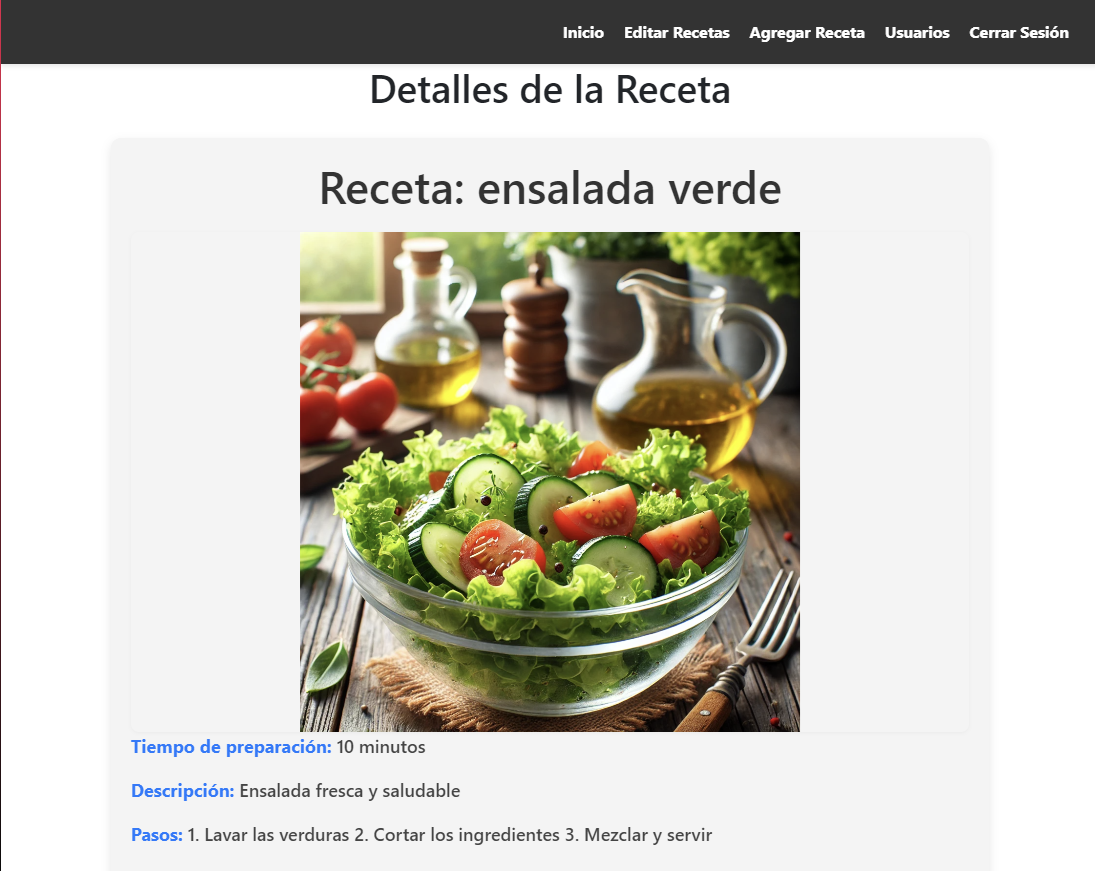 Inicio Editar Recetas Agregar Receta Usuarios Cerrar Sesión
Detalles de la Receta
Receta: ensalada verde
Tiempo de preparación: 10 minutos
Descripción: Ensalada fresca y saludable
Pasos: 1. Lavar las verduras 2. Cortar los ingredientes 3. Mezclar y servir